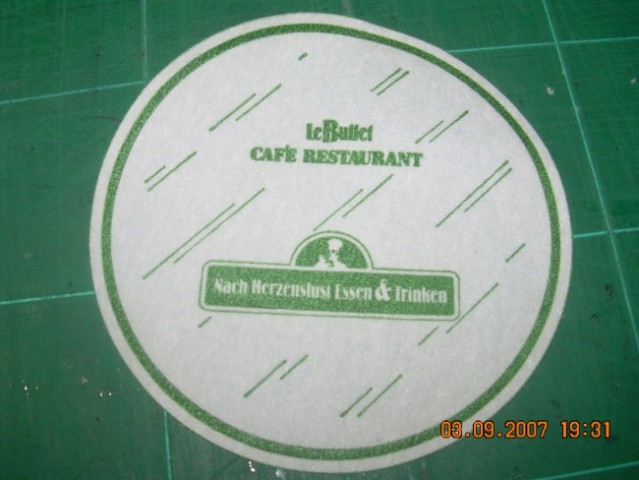 LeBuffet
CAFÉ RESTAURANT
Nach Herzenslust Essen & Trinken
03.09.2007 19:31